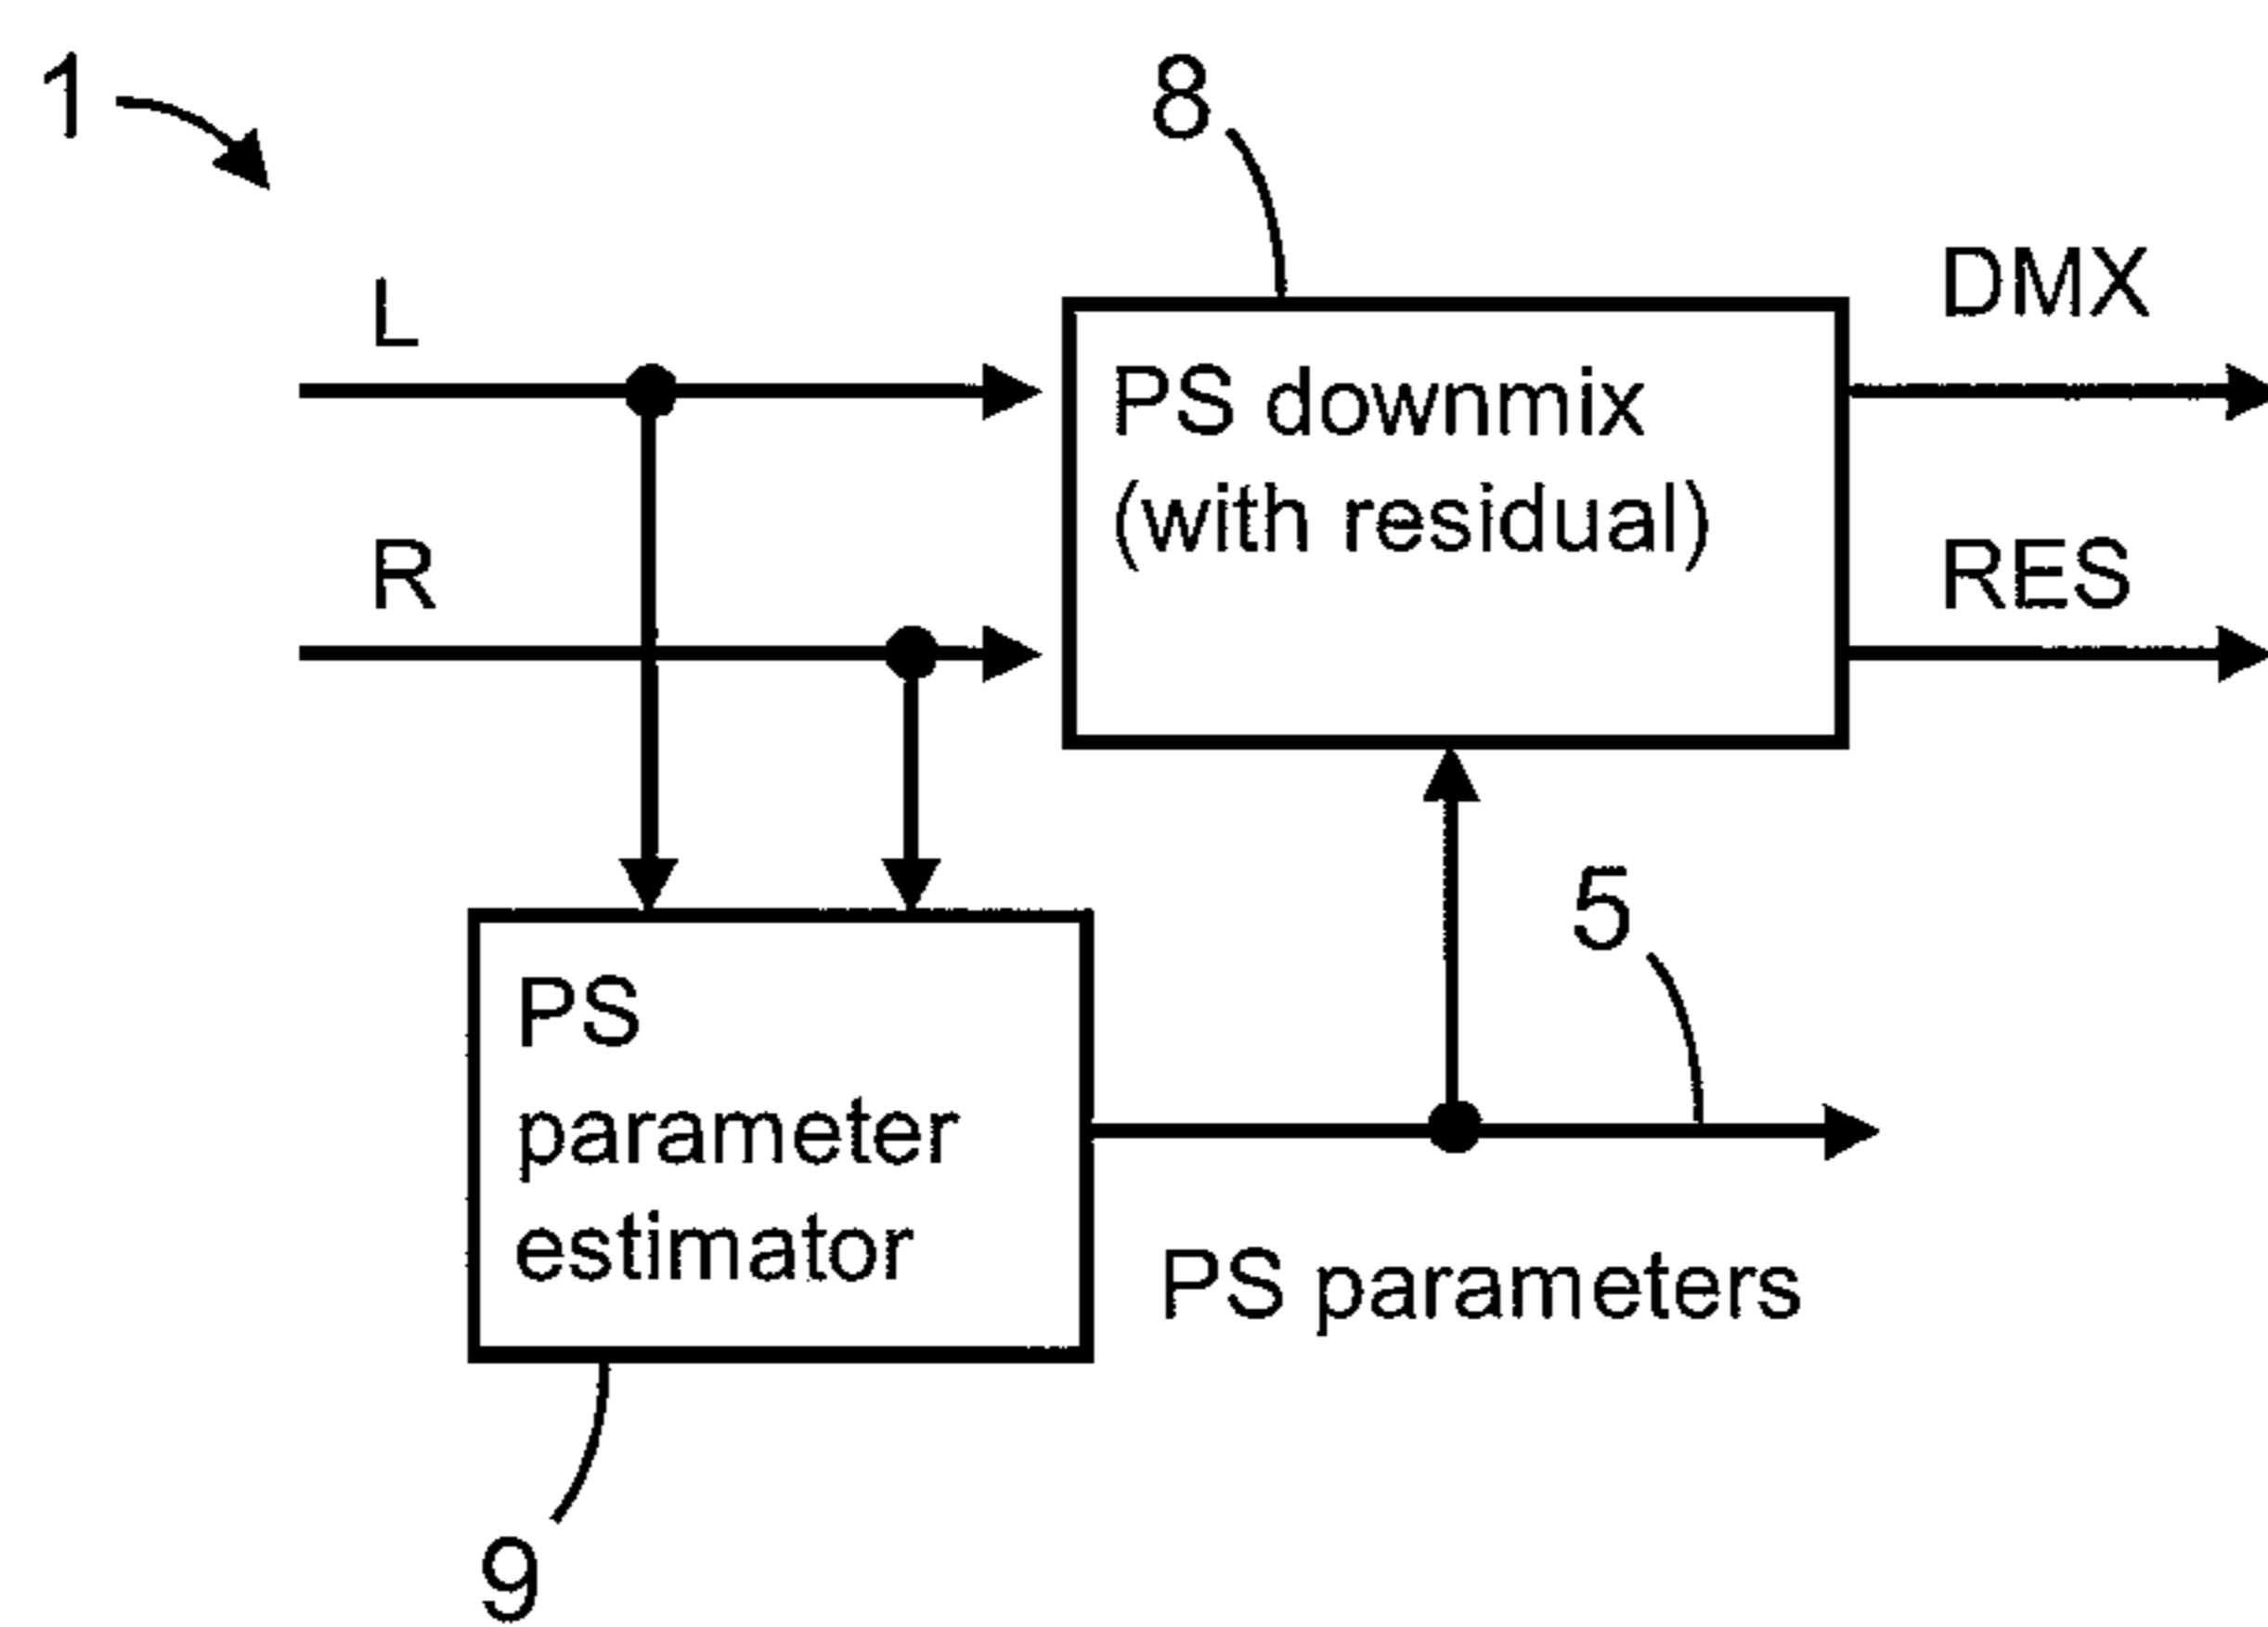 1
8
L
DMX
PS downmix
(with residual)
R
RES
5
PS
parameter
estimator
PS parameters
9